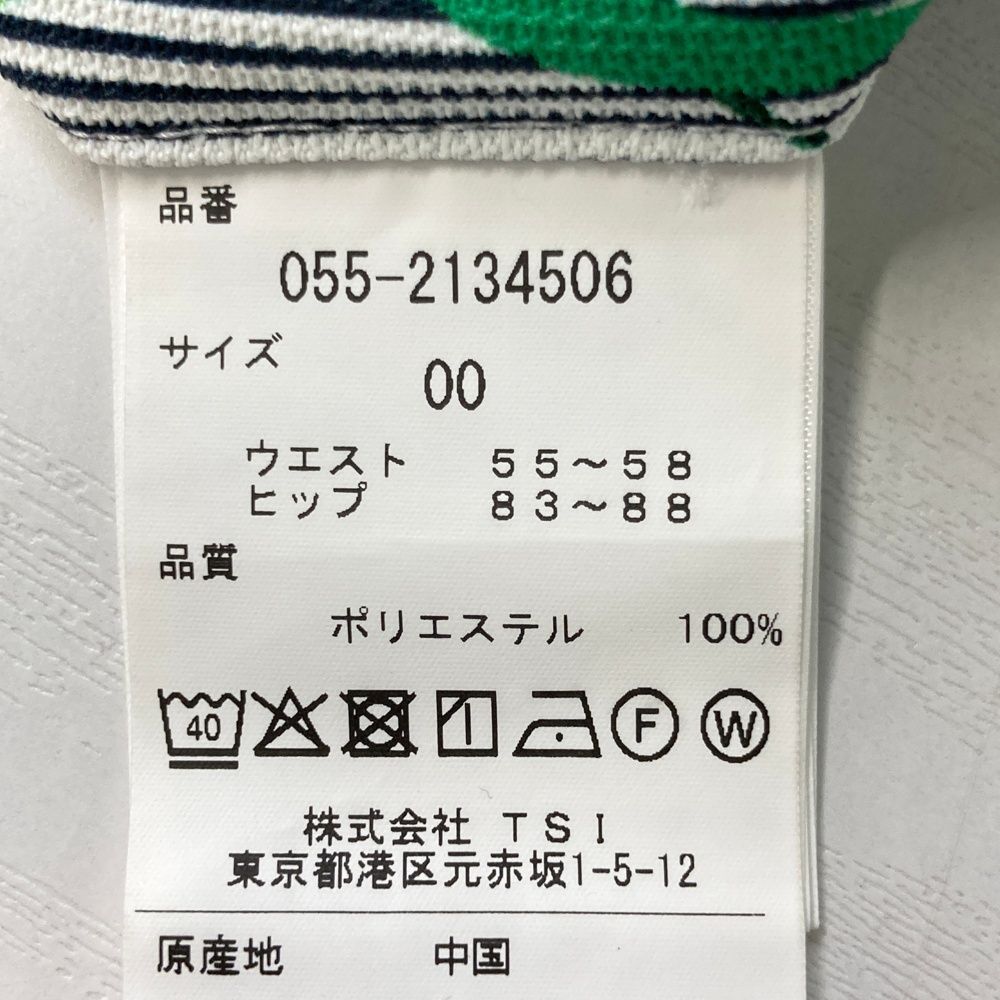 品番
055-2134506
サイズ
00
ウエスト 55～58
ヒップ 83～88
品質
ポリエステル 100%
40 F W
株式会社 TSI
東京都港区元赤坂1-5-12
原産地 中国